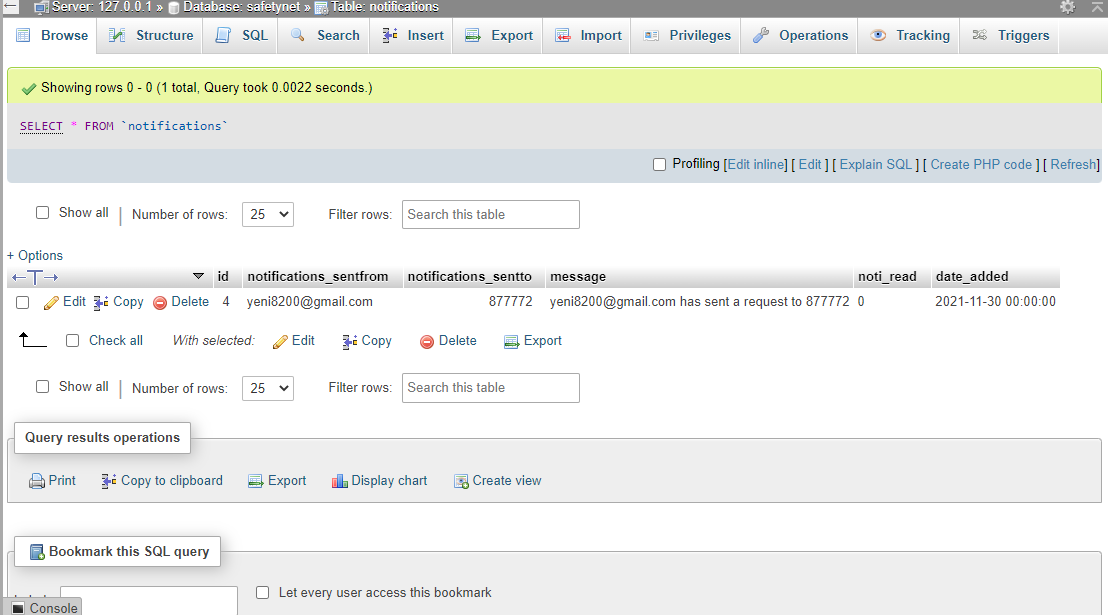 Server: 127.0.0.1 » Database: safetynet » Table: notifications
Browse Structure SQL Search Insert Export Import Privileges Operations Tracking Triggers
Showing rows 0 - 0 (1 total, Query took 0.0022 seconds.)
SELECT * FROM `notifications`
Profiling [Edit inline] [ Edit ] [ Explain SQL ] [ Create PHP code ] [ Refresh]
Show all | Number of rows: 25 Filter rows: Search this table
+ Options
id notifications_sentfrom notifications_sentto message noti_read date_added
Edit Copy Delete 4 yeni8200@gmail.com 877772 yeni8200@gmail.com has sent a request to 877772 0 2021-11-30 00:00:00
Check all With selected: Edit Copy Delete Export
Show all | Number of rows: 25 Filter rows: Search this table
Query results operations
Print Copy to clipboard Export Display chart Create view
Bookmark this SQL query
Let every user access this bookmark
Console